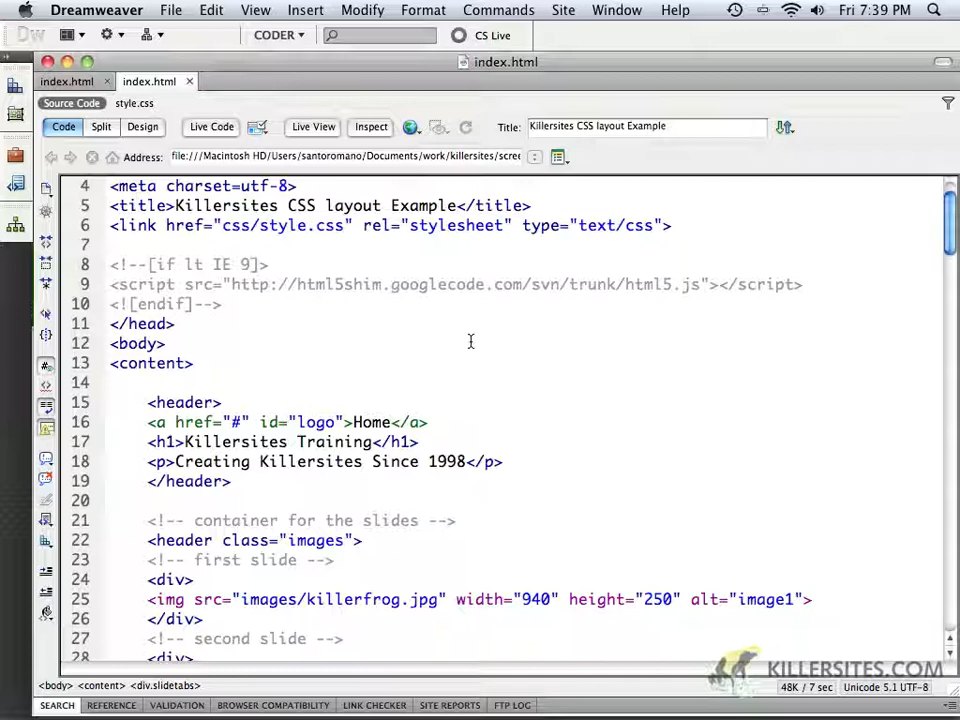 Dreamweaver File Edit View Insert Modify Format Commands Site Window Help Fri 7:39 PM
Dw CODER CS Live
index.html
index.html × index.html ×
Source Code style.css
Code Split Design Live Code Live View Inspect Title: Killersites CSS layout Example
Address: file:///Macintosh HD/Users/santoromano/Documents/work/killersites/scree
4 <meta charset=utf-8>
5 <title>Killersites CSS layout Example</title>
6 <link href="css/style.css" rel="stylesheet" type="text/css">
7
8 <!--[if lt IE 9]>
9 <script src="http://html5shim.googlecode.com/svn/trunk/html5.js"></script>
10 <![endif]-->
11 </head>
12 <body>
13 <content>
14
15 <header>
16 <a href="#" id="logo">Home</a>
17 <h1>Killersites Training</h1>
18 <p>Creating Killersites Since 1998</p>
19 </header>
20
21 <!-- container for the slides -->
22 <header class="images">
23 <!-- first slide -->
24 <div>
25 <img src="images/killerfrog.jpg" width="940" height="250" alt="image1">
26 </div>
27 <!-- second slide -->
28 <div>
KILLERSITES.COM
<body> <content> <div.slidetabs> 48K / 7 sec Unicode 5.1 UTF-8
SEARCH REFERENCE VALIDATION BROWSER COMPATIBILITY LINK CHECKER SITE REPORTS FTP LOG